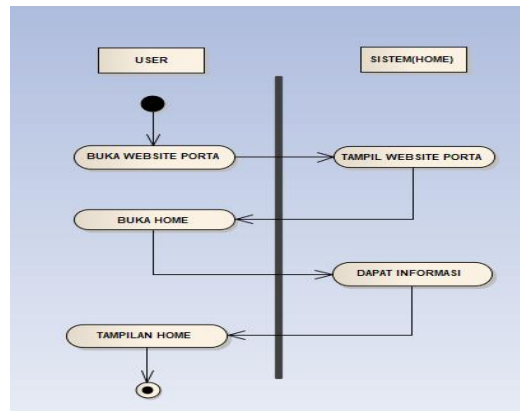 USER
SISTEM(HOME)
BUKA WEBSITE PORTA
TAMPIL WEBSITE PORTA
BUKA HOME
DAPAT INFORMASI
TAMPILAN HOME